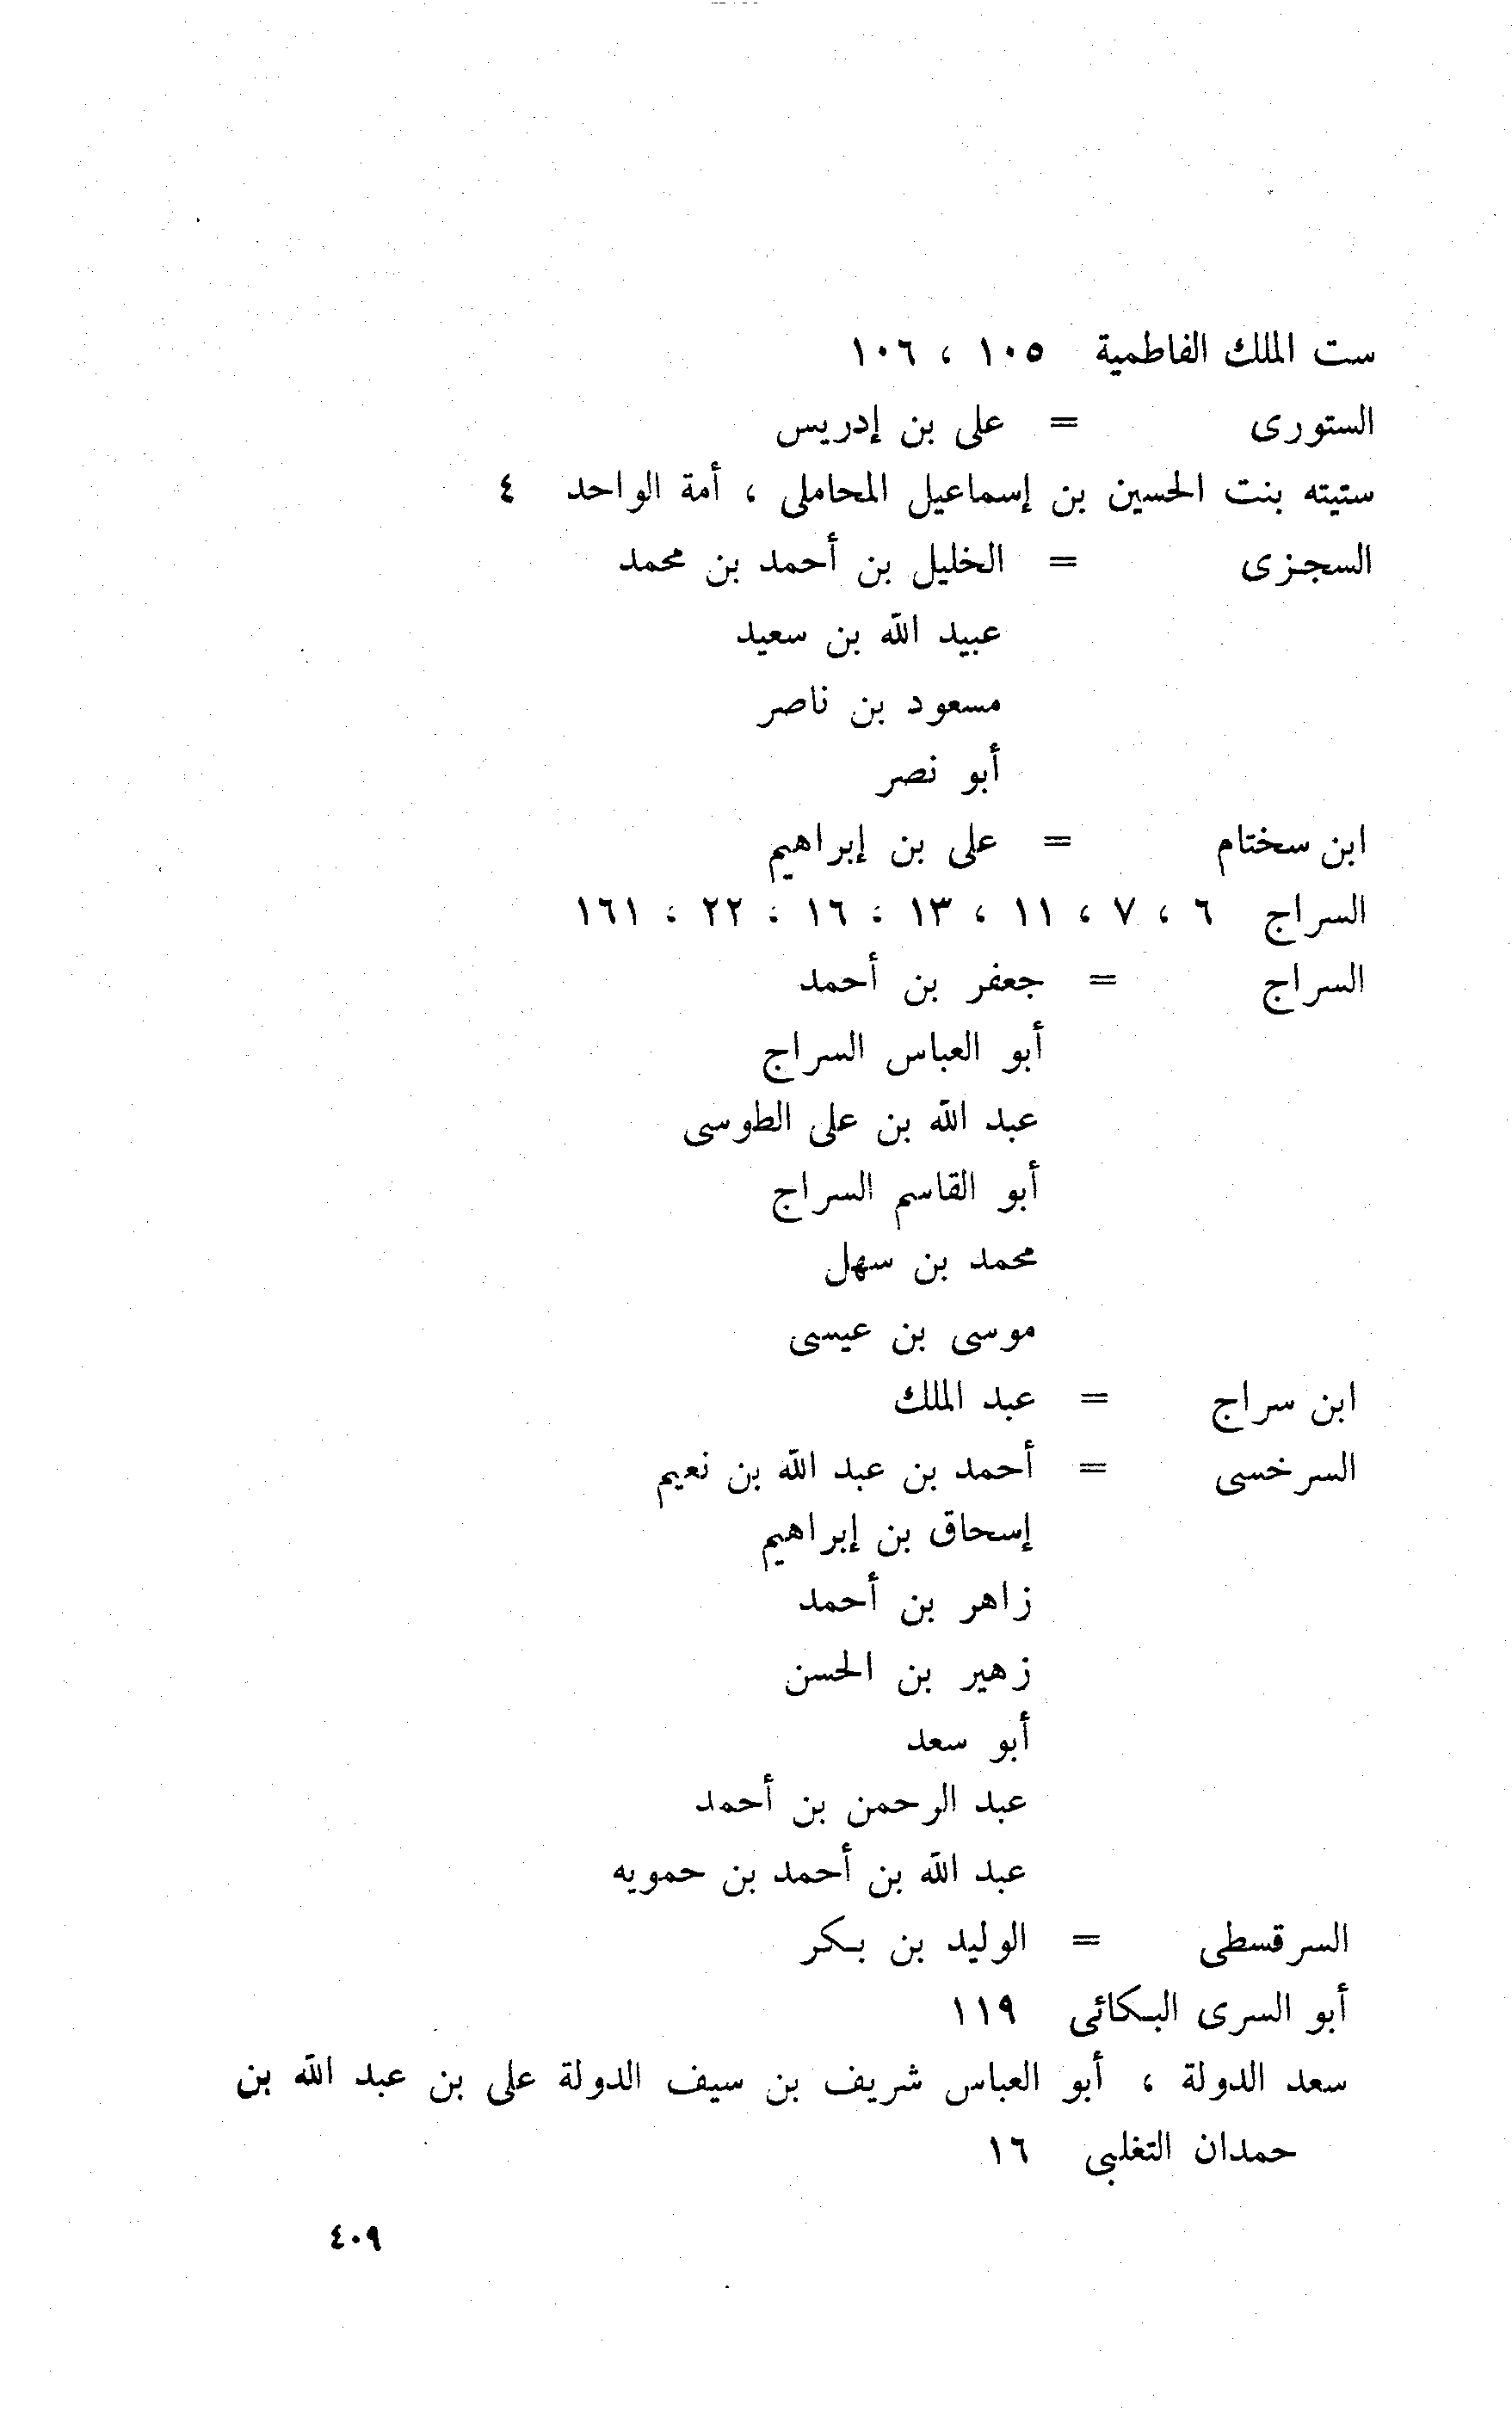 ست الملك الفاطمية ١٠٥ ، ١٠٦
الستورى = على بن إدريس
ستيته بنت الحسين بن إسماعيل المحاملى ، أمة الواحد ٤
السجزى = الخليل بن أحمد بن محمد
عبيد الله بن سعيد
مسعود بن ناصر
أبو نصر
ابن سختام = على بن إبراهيم
السراج ٦ ، ٧ ، ١١ ، ١٣ ، ١٦ ، ٢٢ ، ١٦١
السراج = جعفر بن أحمد
أبو العباس السراج
عبد الله بن على الطوسى
أبو القاسم السراج
محمد بن سهل
موسى بن عيسى
ابن سراج = عبد الملك
السرخسى = أحمد بن عبد الله بن نعيم
إسحاق بن إبراهيم
زاهر بن أحمد
زهير بن الحسن
أبو سعد
عبد الرحمن بن أحمد
عبد الله بن أحمد بن حمويه
السرقسطى = الوليد بن بكر
أبو السرى البكائى ١١٩
سعد الدولة ، أبو العباس شريف بن سيف الدولة على بن عبد الله بن
حمدان التغلبى ١٦
٤٠٩